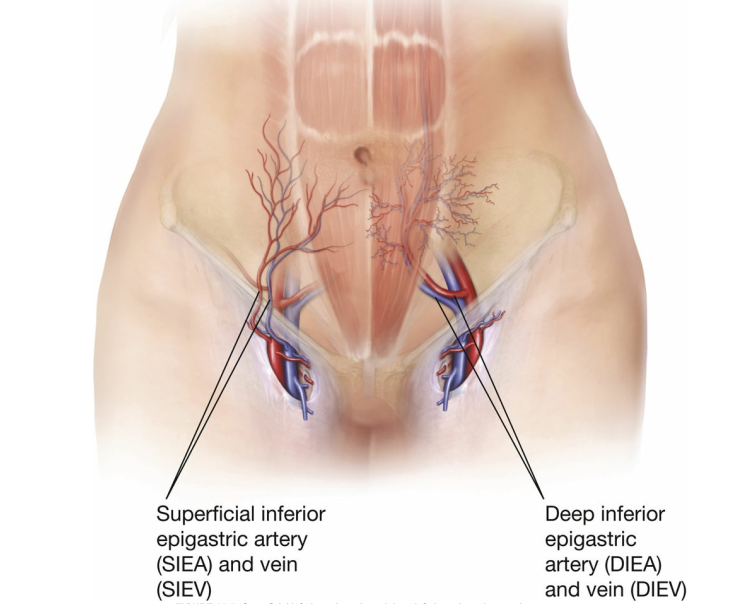 Superficial inferior
epigastric artery
(SIEA) and vein
(SIEV)
Deep inferior
epigastric
artery (DIEA)
and vein (DIEV)